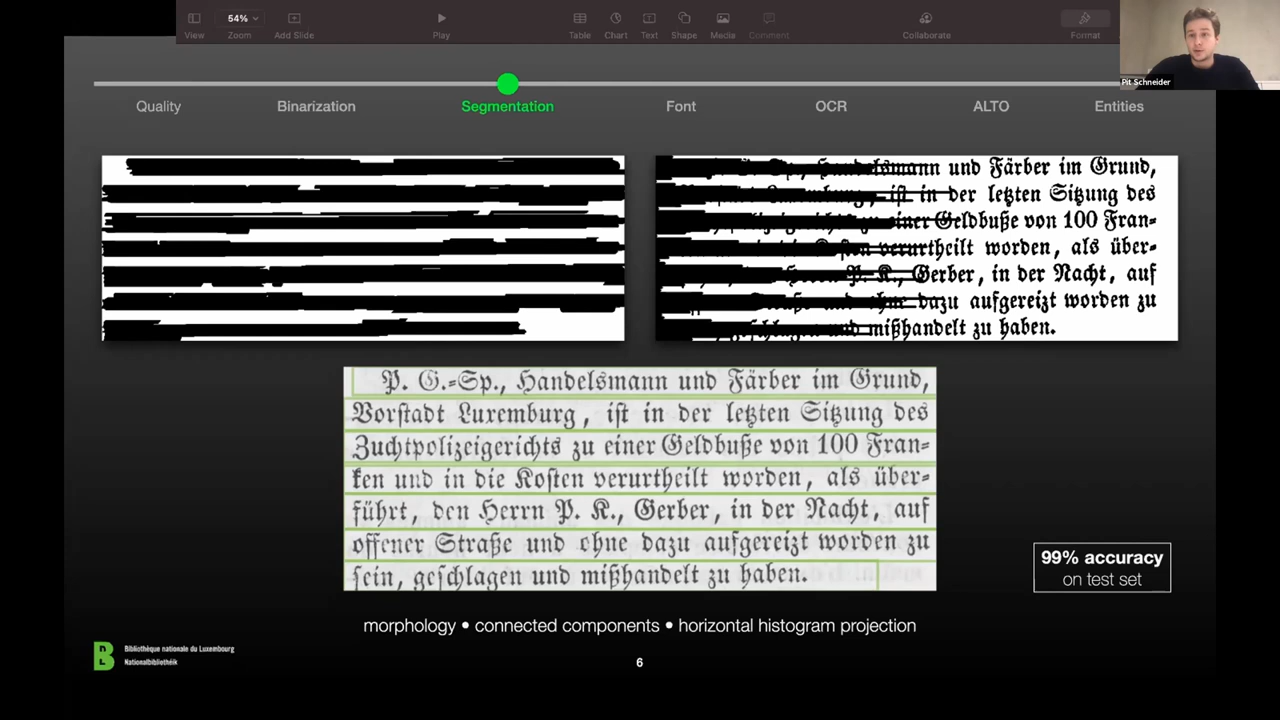 54%
View
Zoom
Add Slide
Play
Table
Chart
Text
Shape
Media
Comment
Collaborate
Format
Pit Schneider
Quality
Binarization
Segmentation
Font
OCR
ALTO
Entities
Handelsmann und Färber im Grund,
ist in der letzten Sitzung des
einer Geldbuße von 100 Fran-
verurtheilt worden, als über-
P. K., Gerber, in der Nacht, auf
ohne dazu aufgereizt worden zu
und mißhandelt zu haben.
P. G.-Sp., Handelsmann und Färber im Grund,
Vorstadt Luxemburg, ist in der letzten Sitzung des
Zuchtpolizeigerichts zu einer Geldbuße von 100 Fran-
ken und in die Kosten verurtheilt worden, als über-
führt, den Herrn P. K., Gerber, in der Nacht, auf
offener Straße und ohne dazu aufgereizt worden zu
sein, geschlagen und mißhandelt zu haben.
99% accuracy
on test set
morphology • connected components • horizontal histogram projection
Bibliothèque nationale du Luxembourg
Nationalbibliothéik
6